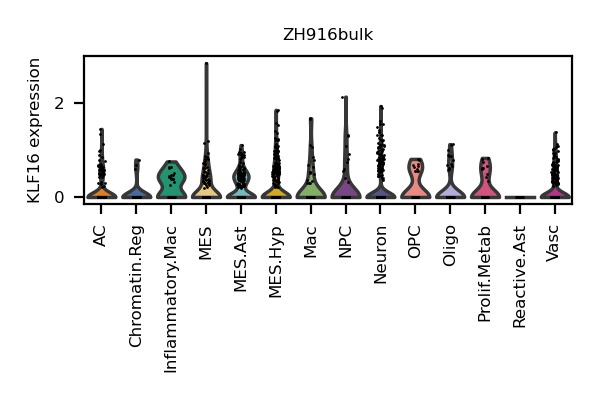 ZH916bulk
KLF16 expression
2
0
AC
Chromatin.Reg
Inflammatory.Mac
MES
MES.Ast
MES.Hyp
Mac
NPC
Neuron
OPC
Oligo
Prolif.Metab
Reactive.Ast
Vasc